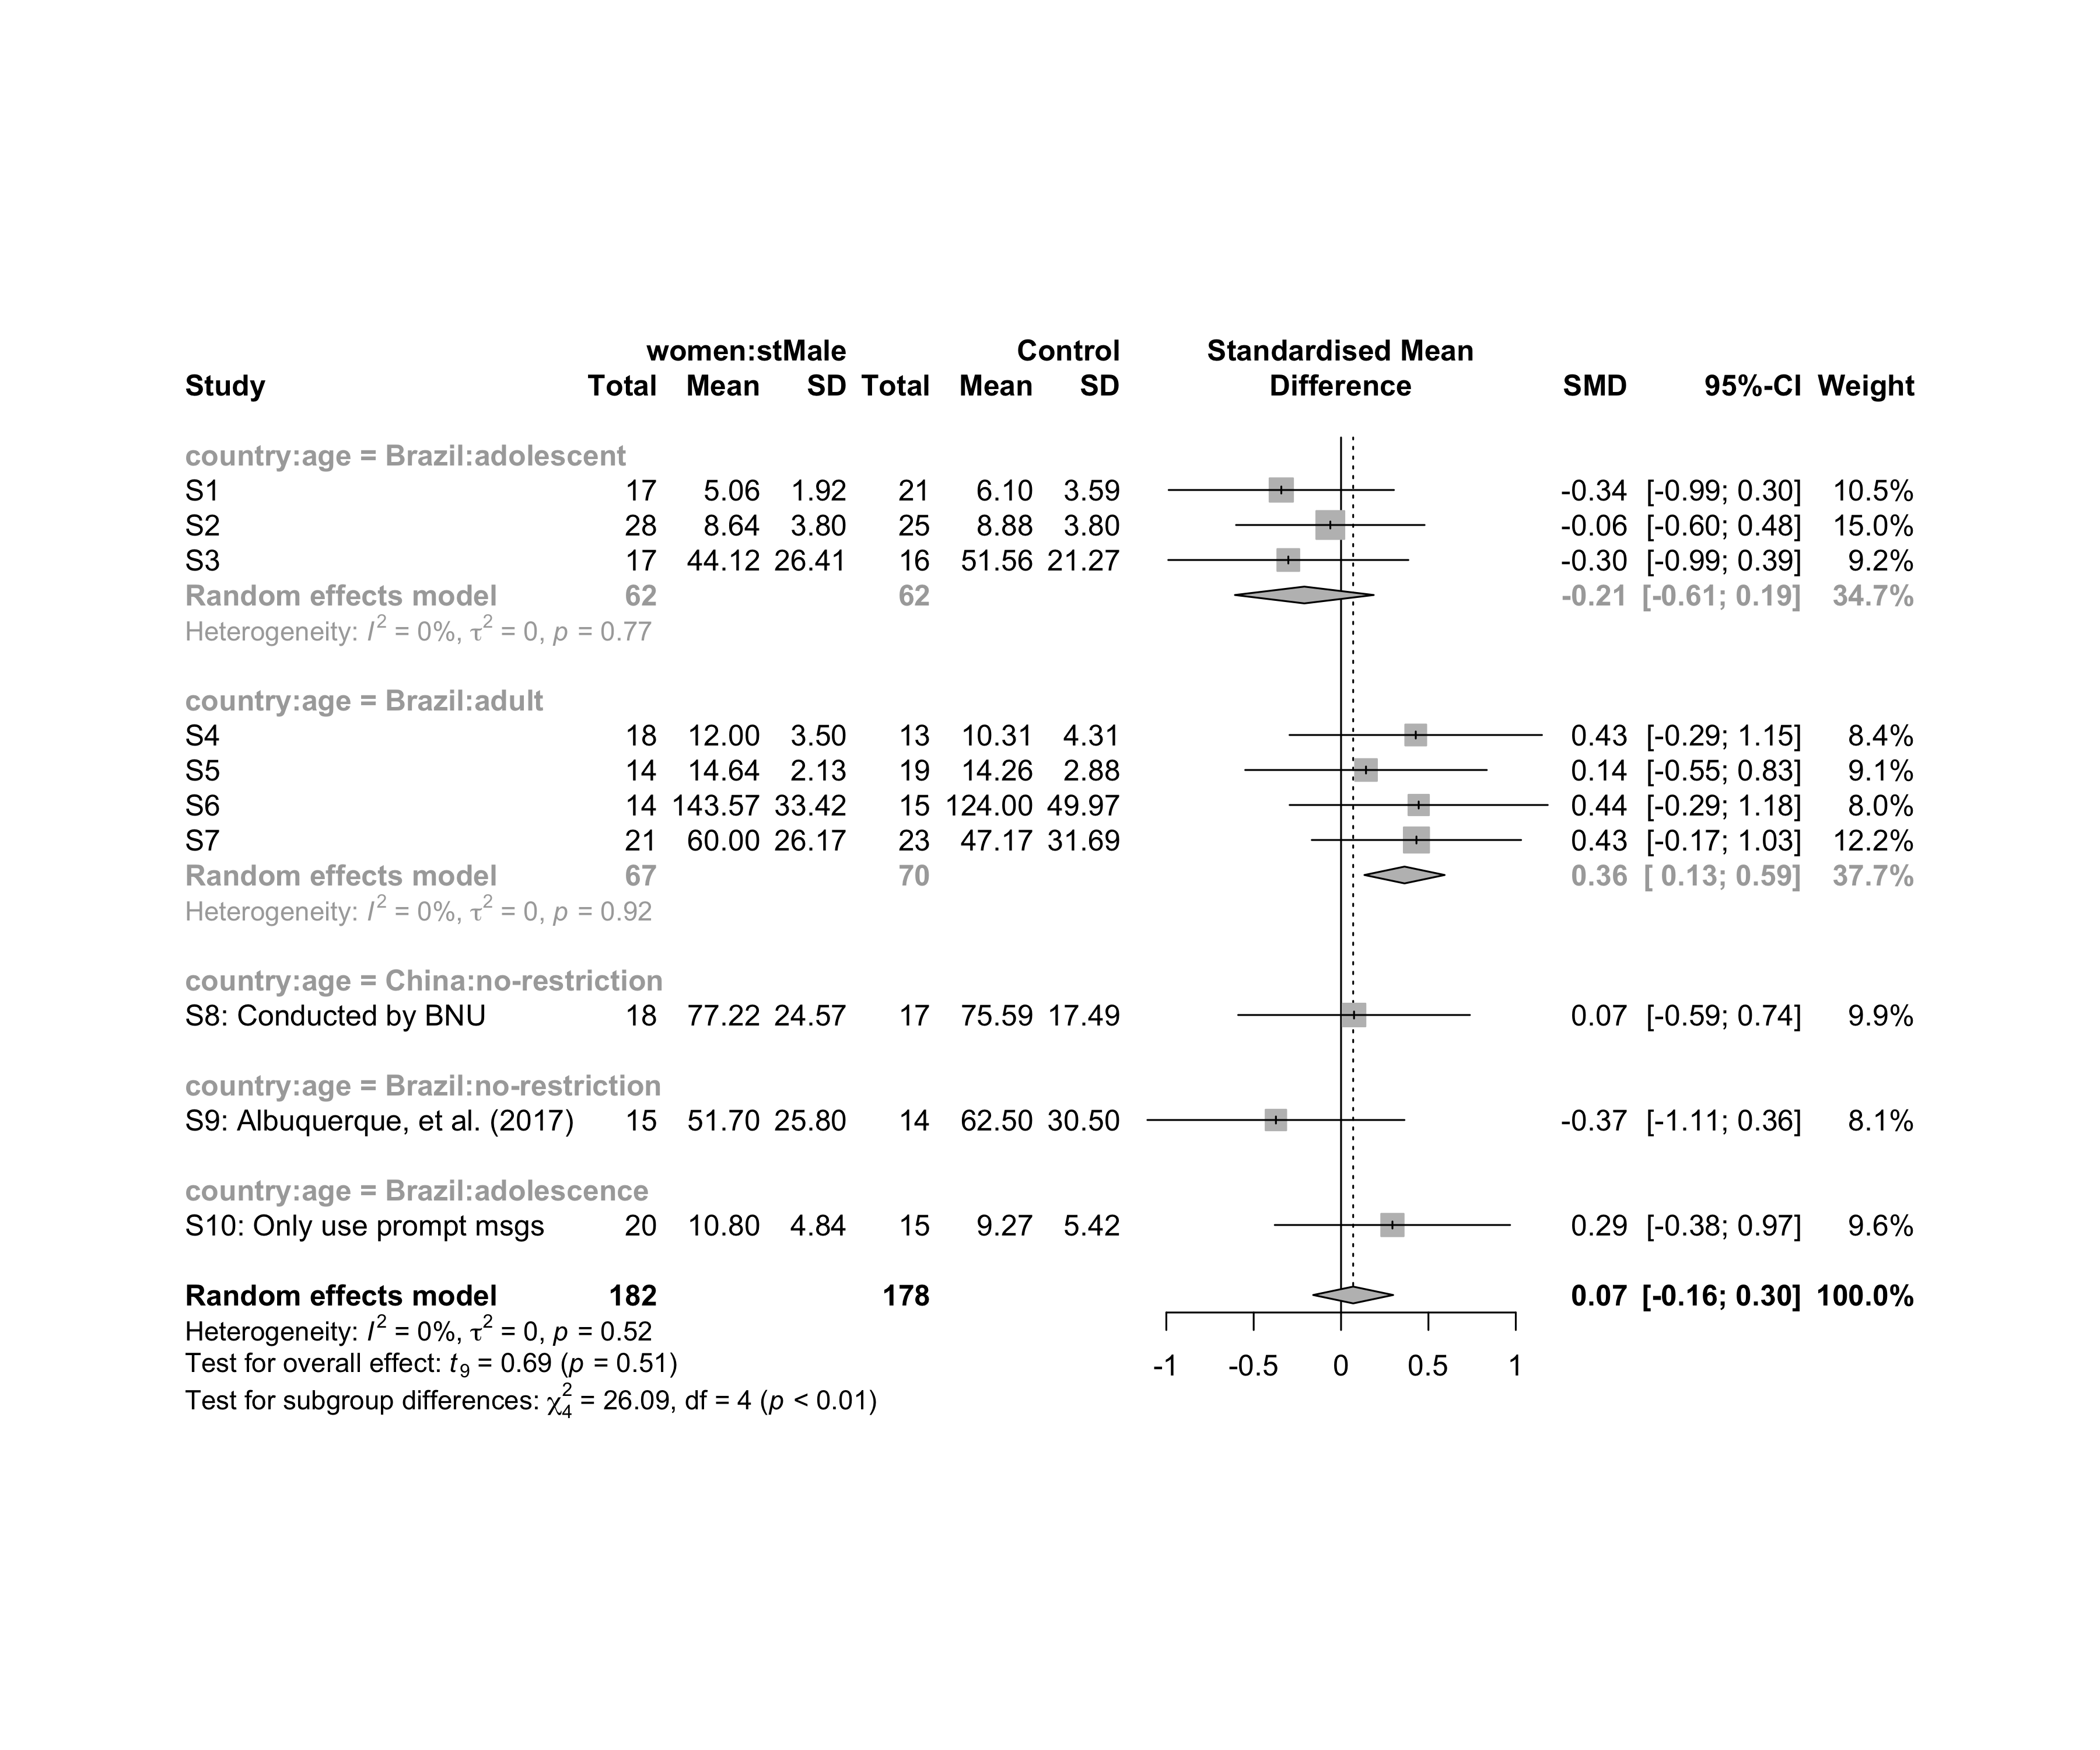 women:stMale Control Standardised Mean
Study Total Mean SD Total Mean SD Difference SMD 95%-CI Weight
country:age = Brazil:adolescent
S1 17 5.06 1.92 21 6.10 3.59 -0.34 [-0.99; 0.30] 10.5%
S2 28 8.64 3.80 25 8.88 3.80 -0.06 [-0.60; 0.48] 15.0%
S3 17 44.12 26.41 16 51.56 21.27 -0.30 [-0.99; 0.39] 9.2%
Random effects model 62 62 -0.21 [-0.61; 0.19] 34.7%
Heterogeneity: I² = 0%, τ² = 0, p = 0.77
country:age = Brazil:adult
S4 18 12.00 3.50 13 10.31 4.31 0.43 [-0.29; 1.15] 8.4%
S5 14 14.64 2.13 19 14.26 2.88 0.14 [-0.55; 0.83] 9.1%
S6 14 143.57 33.42 15 124.00 49.97 0.44 [-0.29; 1.18] 8.0%
S7 21 60.00 26.17 23 47.17 31.69 0.43 [-0.17; 1.03] 12.2%
Random effects model 67 70 0.36 [ 0.13; 0.59] 37.7%
Heterogeneity: I² = 0%, τ² = 0, p = 0.92
country:age = China:no-restriction
S8: Conducted by BNU 18 77.22 24.57 17 75.59 17.49 0.07 [-0.59; 0.74] 9.9%
country:age = Brazil:no-restriction
S9: Albuquerque, et al. (2017) 15 51.70 25.80 14 62.50 30.50 -0.37 [-1.11; 0.36] 8.1%
country:age = Brazil:adolescence
S10: Only use prompt msgs 20 10.80 4.84 15 9.27 5.42 0.29 [-0.38; 0.97] 9.6%
Random effects model 182 178 0.07 [-0.16; 0.30] 100.0%
Heterogeneity: I² = 0%, τ² = 0, p = 0.52
Test for overall effect: t₉ = 0.69 (p = 0.51)
-1 -0.5 0 0.5 1
Test for subgroup differences: χ²₄ = 26.09, df = 4 (p < 0.01)